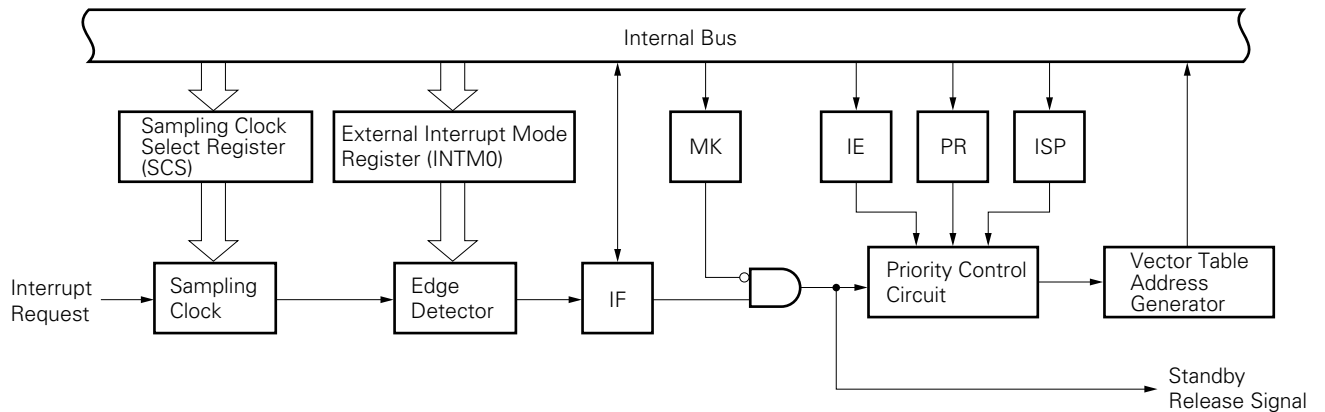 Internal Bus
Sampling Clock
Select Register
(SCS)
External Interrupt Mode
Register (INTM0)
MK
IE
PR
ISP
Interrupt
Request
Sampling
Clock
Edge
Detector
IF
Priority Control
Circuit
Vector Table
Address
Generator
Standby
Release Signal